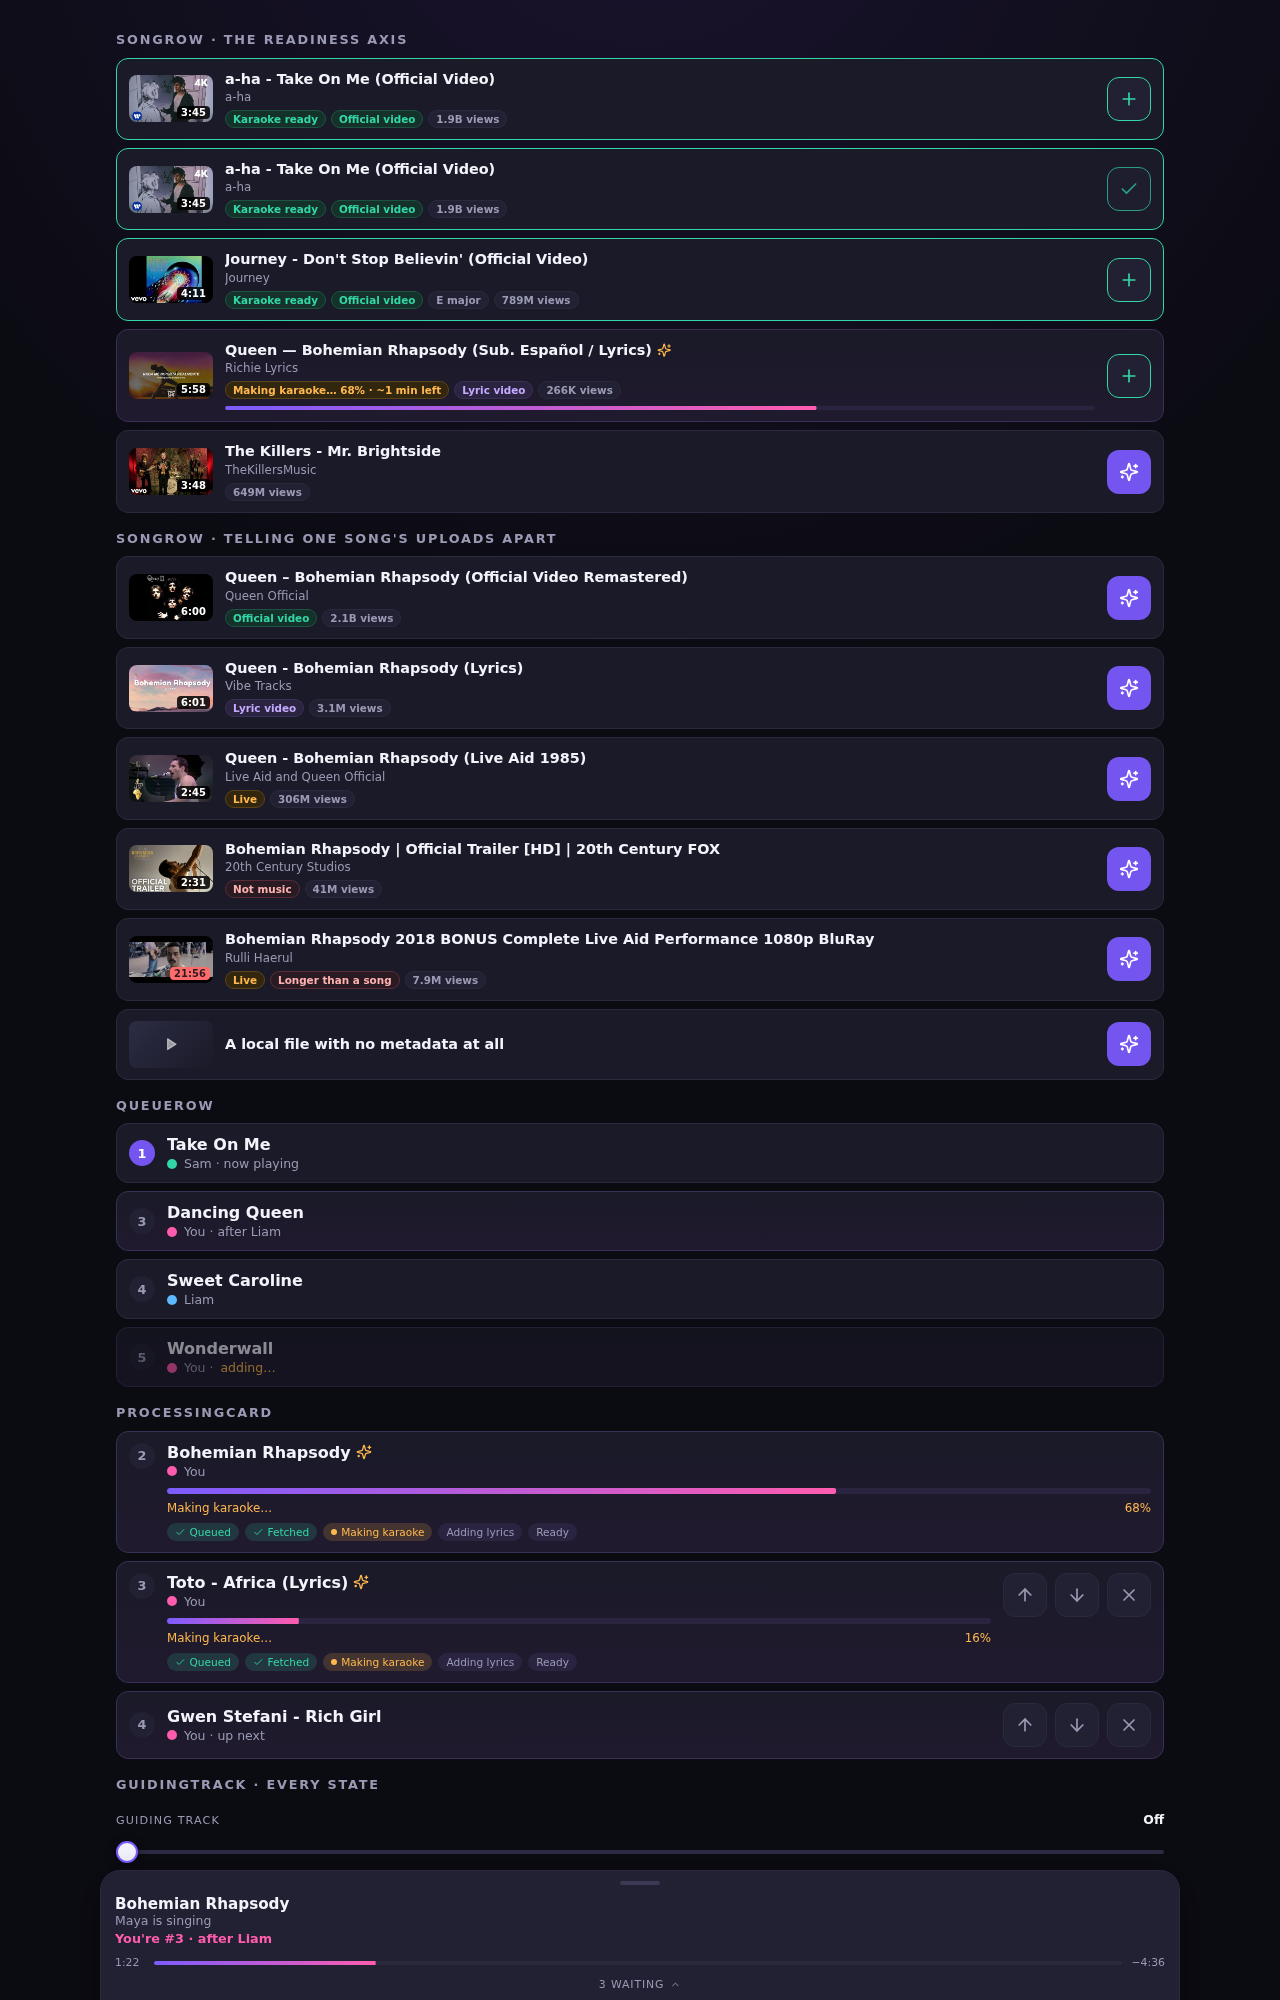 SONGROW · THE READINESS AXIS
4K
3:45
a-ha - Take On Me (Official Video)
a-ha
Karaoke ready Official video 1.9B views
4K
3:45
a-ha - Take On Me (Official Video)
a-ha
Karaoke ready Official video 1.9B views
vevo
4:11
Journey - Don't Stop Believin' (Official Video)
Journey
Karaoke ready Official video E major 789M views
5:58
Queen — Bohemian Rhapsody (Sub. Español / Lyrics)
Richie Lyrics
Making karaoke… 68% · ~1 min left Lyric video 266K views
vevo
3:48
The Killers - Mr. Brightside
TheKillersMusic
649M views
SONGROW · TELLING ONE SONG'S UPLOADS APART
6:00
Queen – Bohemian Rhapsody (Official Video Remastered)
Queen Official
Official video 2.1B views
Bohemian Rhapsody
6:01
Queen - Bohemian Rhapsody (Lyrics)
Vibe Tracks
Lyric video 3.1M views
2:45
Queen - Bohemian Rhapsody (Live Aid 1985)
Live Aid and Queen Official
Live 306M views
OFFICIAL
TRAILER
2:31
Bohemian Rhapsody | Official Trailer [HD] | 20th Century FOX
20th Century Studios
Not music 41M views
21:56
Bohemian Rhapsody 2018 BONUS Complete Live Aid Performance 1080p BluRay
Rulli Haerul
Live Longer than a song 7.9M views
A local file with no metadata at all
QUEUEROW
1
Take On Me
Sam · now playing
3
Dancing Queen
You · after Liam
4
Sweet Caroline
Liam
5
Wonderwall
You · adding…
PROCESSINGCARD
2
Bohemian Rhapsody
You
Making karaoke… 68%
Queued Fetched Making karaoke Adding lyrics Ready
3
Toto - Africa (Lyrics)
You
Making karaoke… 16%
Queued Fetched Making karaoke Adding lyrics Ready
4
Gwen Stefani - Rich Girl
You · up next
GUIDINGTRACK · EVERY STATE
GUIDING TRACK Off
Bohemian Rhapsody
Maya is singing
You're #3 · after Liam
1:22 −4:36
3 WAITING